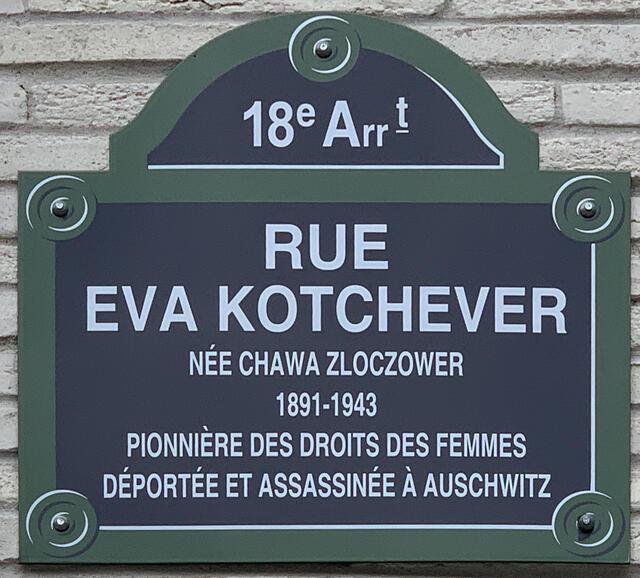 18e Arrt
RUE
EVA KOTCHEVER
NÉE CHAWA ZLOCZOWER
1891-1943
PIONNIÈRE DES DROITS DES FEMMES
DÉPORTÉE ET ASSASSINÉE À AUSCHWITZ